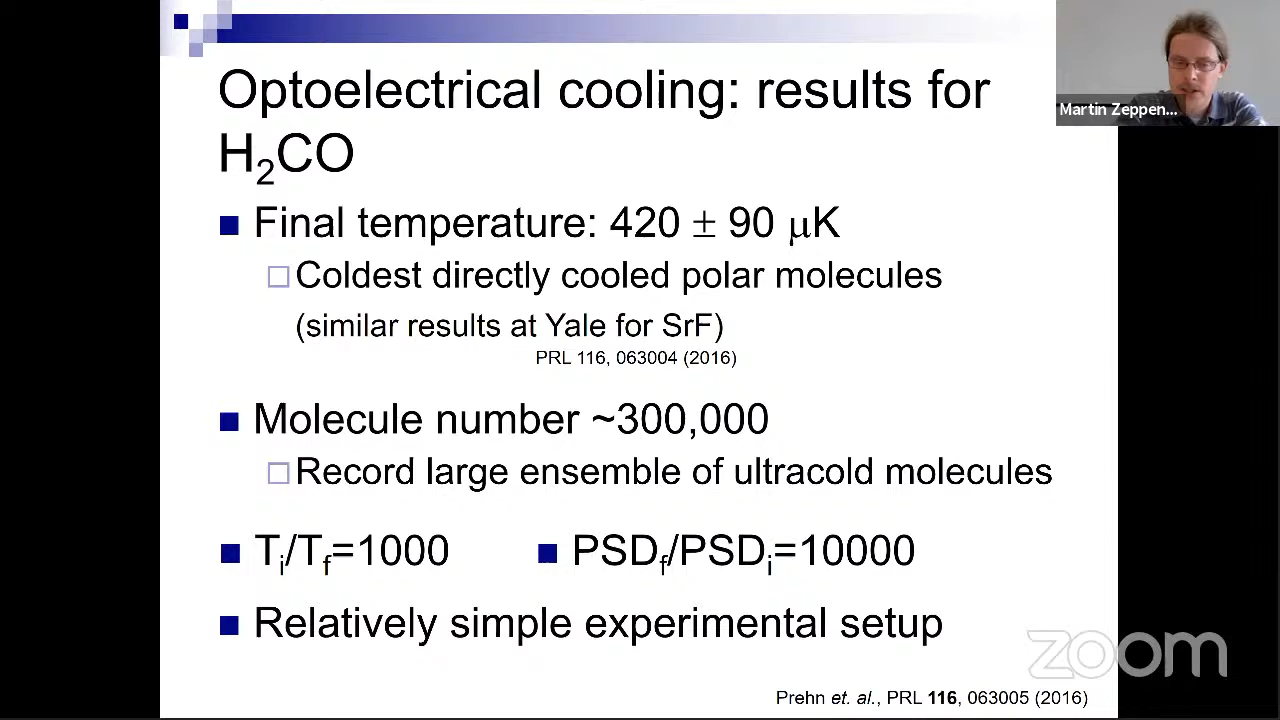 Optoelectrical cooling: results for
H₂CO
Martin Zeppen...
Final temperature: 420 ± 90 μK
Coldest directly cooled polar molecules
(similar results at Yale for SrF)
PRL 116, 063004 (2016)
Molecule number ~300,000
Record large ensemble of ultracold molecules
Tᵢ/T_f=1000
PSD_f/PSDᵢ=10000
Relatively simple experimental setup
zoom
Prehn et. al., PRL 116, 063005 (2016)